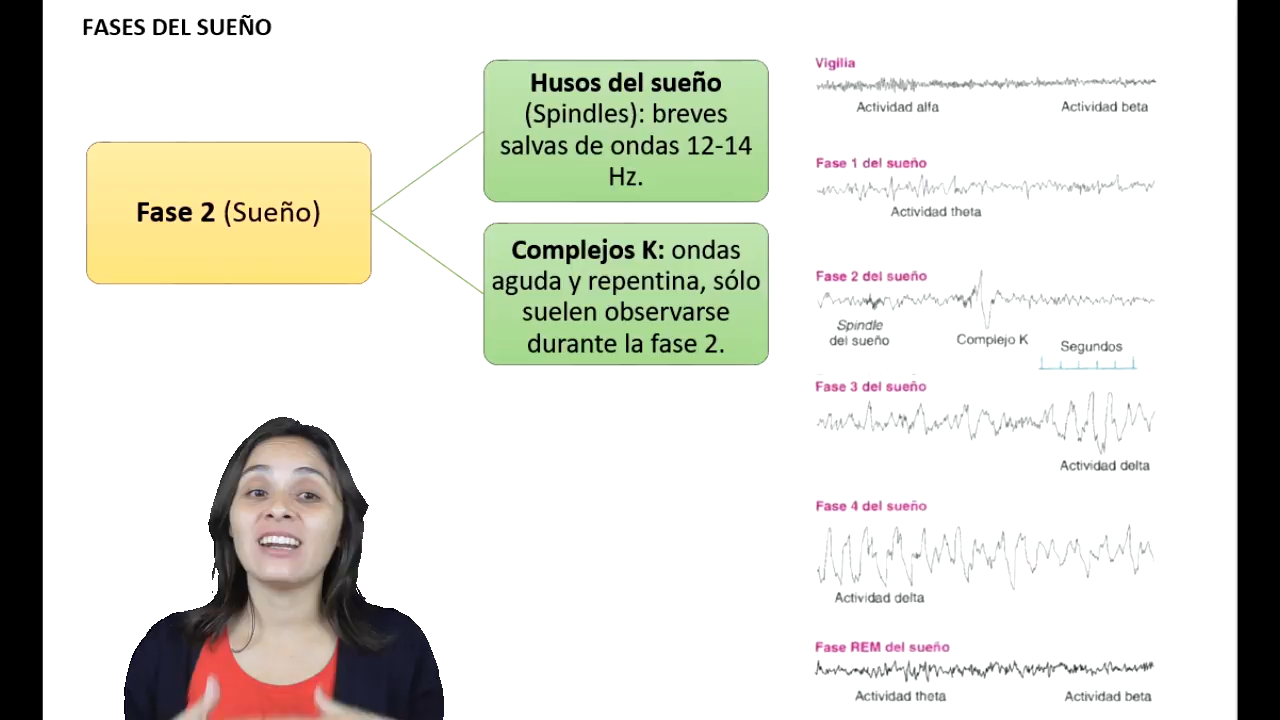 FASES DEL SUEÑO
Fase 2 (Sueño)
Husos del sueño
(Spindles): breves
salvas de ondas 12-14
Hz.
Complejos K: ondas
aguda y repentina, sólo
suelen observarse
durante la fase 2.
Vigilia
Actividad alfa Actividad beta
Fase 1 del sueño
Actividad theta
Fase 2 del sueño
Spindle
del sueño
Complejo K
Segundos
Fase 3 del sueño
Actividad delta
Fase 4 del sueño
Actividad delta
Fase REM del sueño
Actividad theta Actividad beta